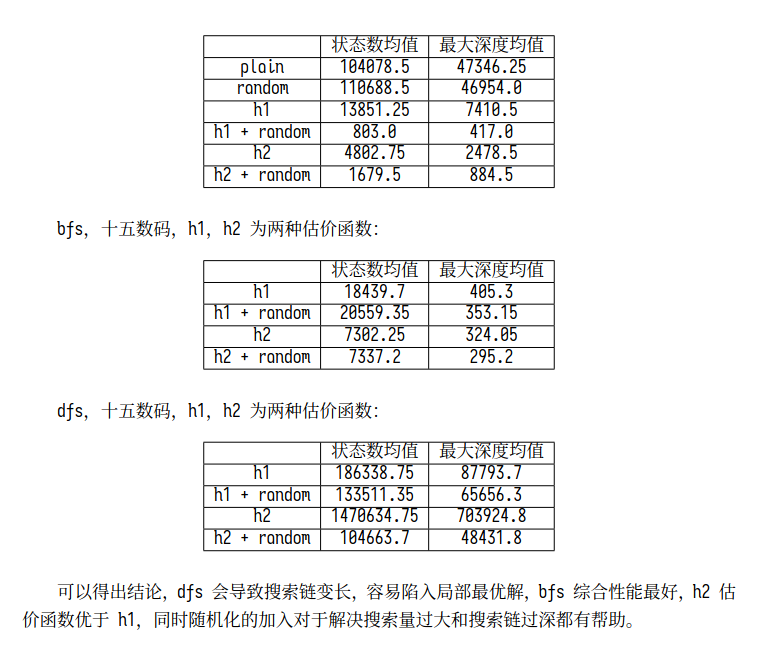 状态数均值 最大深度均值
plain 104078.5 47346.25
random 110688.5 46954.0
h1 13851.25 7410.5
h1 + random 803.0 417.0
h2 4802.75 2478.5
h2 + random 1679.5 884.5
bfs，十五数码，h1，h2 为两种估价函数：
状态数均值 最大深度均值
h1 18439.7 405.3
h1 + random 20559.35 353.15
h2 7302.25 324.05
h2 + random 7337.2 295.2
dfs，十五数码，h1，h2 为两种估价函数：
状态数均值 最大深度均值
h1 186338.75 87793.7
h1 + random 133511.35 65656.3
h2 1470634.75 703924.8
h2 + random 104663.7 48431.8
可以得出结论，dfs 会导致搜索链变长，容易陷入局部最优解，bfs 综合性能最好，h2 估
价函数优于 h1，同时随机化的加入对于解决搜索量过大和搜索链过深都有帮助。